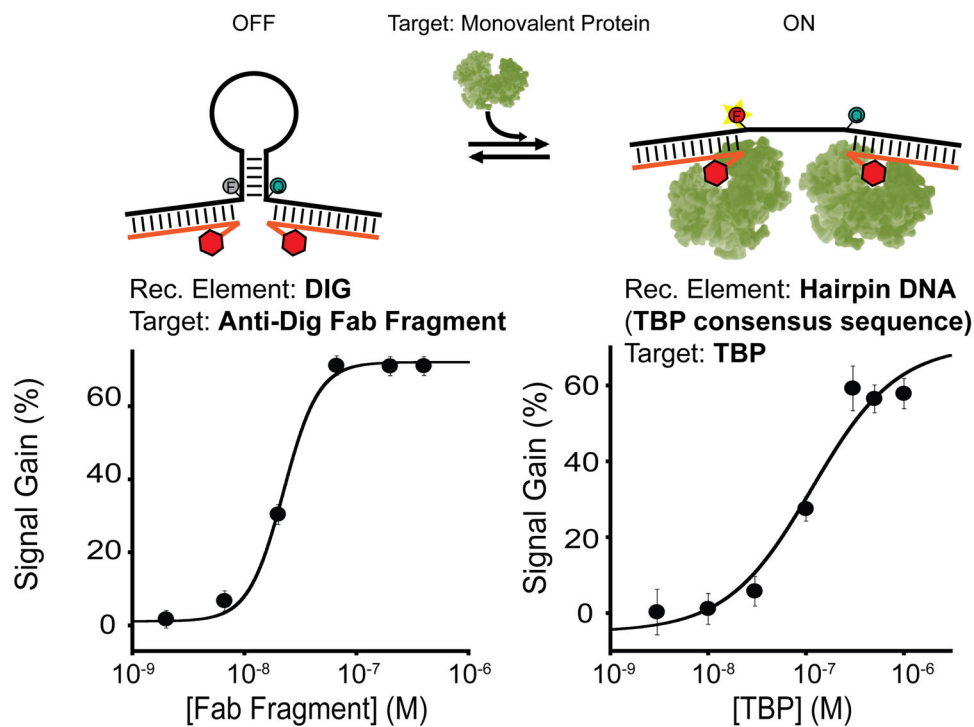 OFF
Target: Monovalent Protein
ON
F
Q
F
Q
Rec. Element: DIG
Target: Anti-Dig Fab Fragment
Signal Gain (%)
60
40
20
0
10⁻⁹
10⁻⁸
10⁻⁷
10⁻⁶
[Fab Fragment] (M)
Rec. Element: Hairpin DNA
(TBP consensus sequence)
Target: TBP
Signal Gain (%)
60
40
20
0
10⁻⁹
10⁻⁸
10⁻⁷
10⁻⁶
[TBP] (M)